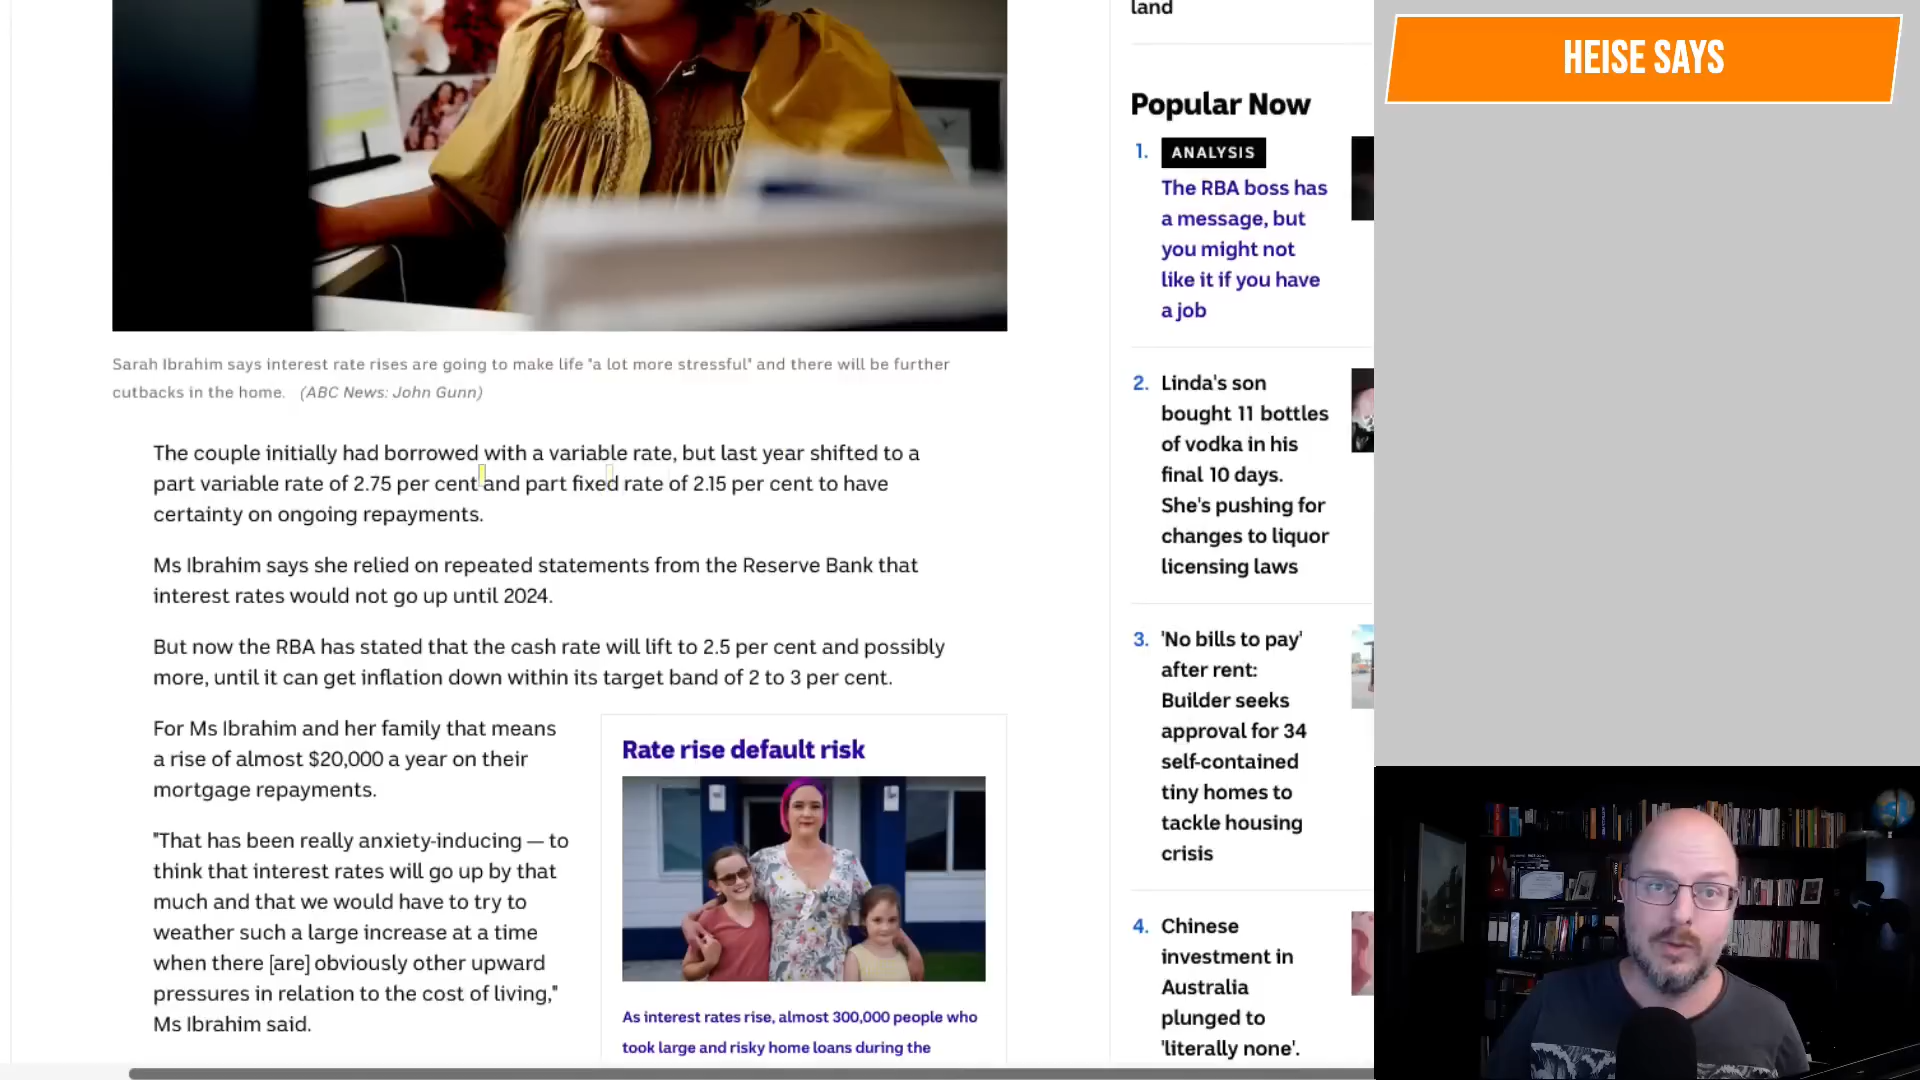 HEISE SAYS
land
Popular Now
1. ANALYSIS
The RBA boss has
a message, but
you might not
like it if you have
a job
2. Linda's son
bought 11 bottles
of vodka in his
final 10 days.
She's pushing for
changes to liquor
licensing laws
3. 'No bills to pay'
after rent:
Builder seeks
approval for 34
self-contained
tiny homes to
tackle housing
crisis
4. Chinese
investment in
Australia
plunged to
'literally none'.
Sarah Ibrahim says interest rate rises are going to make life "a lot more stressful" and there will be further
cutbacks in the home. (ABC News: John Gunn)
The couple initially had borrowed with a variable rate, but last year shifted to a
part variable rate of 2.75 per cent and part fixed rate of 2.15 per cent to have
certainty on ongoing repayments.
Ms Ibrahim says she relied on repeated statements from the Reserve Bank that
interest rates would not go up until 2024.
But now the RBA has stated that the cash rate will lift to 2.5 per cent and possibly
more, until it can get inflation down within its target band of 2 to 3 per cent.
For Ms Ibrahim and her family that means
a rise of almost $20,000 a year on their
mortgage repayments.
"That has been really anxiety-inducing — to
think that interest rates will go up by that
much and that we would have to try to
weather such a large increase at a time
when there [are] obviously other upward
pressures in relation to the cost of living,"
Ms Ibrahim said.
Rate rise default risk
As interest rates rise, almost 300,000 people who
took large and risky home loans during the